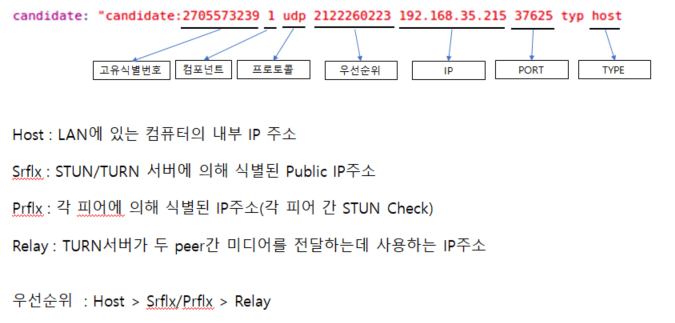 candidate: "candidate:2705573239 1 udp 2122260223 192.168.35.215 37625 typ host
고유식별번호 컴포넌트 프로토콜 우선순위 IP PORT TYPE
Host : LAN에 있는 컴퓨터의 내부 IP 주소
Srflx : STUN/TURN 서버에 의해 식별된 Public IP주소
Prflx : 각 피어에 의해 식별된 IP주소(각 피어 간 STUN Check)
Relay : TURN서버가 두 peer간 미디어를 전달하는데 사용하는 IP주소
우선순위 : Host > Srflx/Prflx > Relay